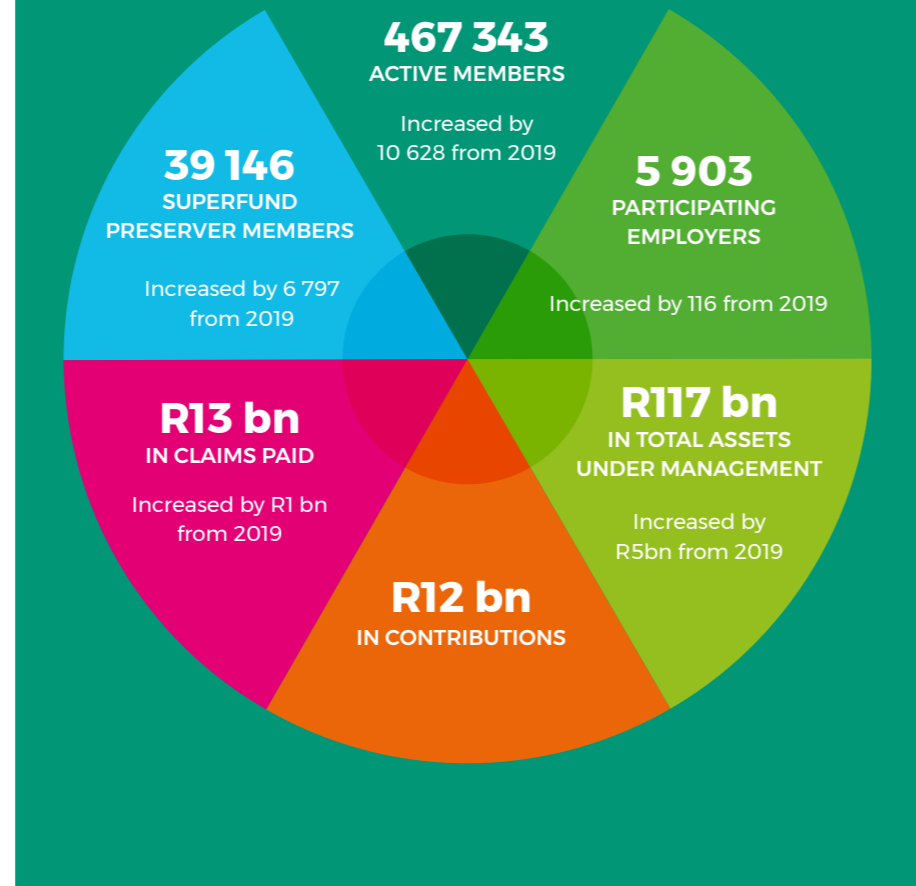 467 343
ACTIVE MEMBERS
Increased by
10 628 from 2019
5 903
PARTICIPATING
EMPLOYERS
Increased by 116 from 2019
R117 bn
IN TOTAL ASSETS
UNDER MANAGEMENT
Increased by
R5bn from 2019
R12 bn
IN CONTRIBUTIONS
R13 bn
IN CLAIMS PAID
Increased by R1 bn
from 2019
39 146
SUPERFUND
PRESERVER MEMBERS
Increased by 6 797
from 2019